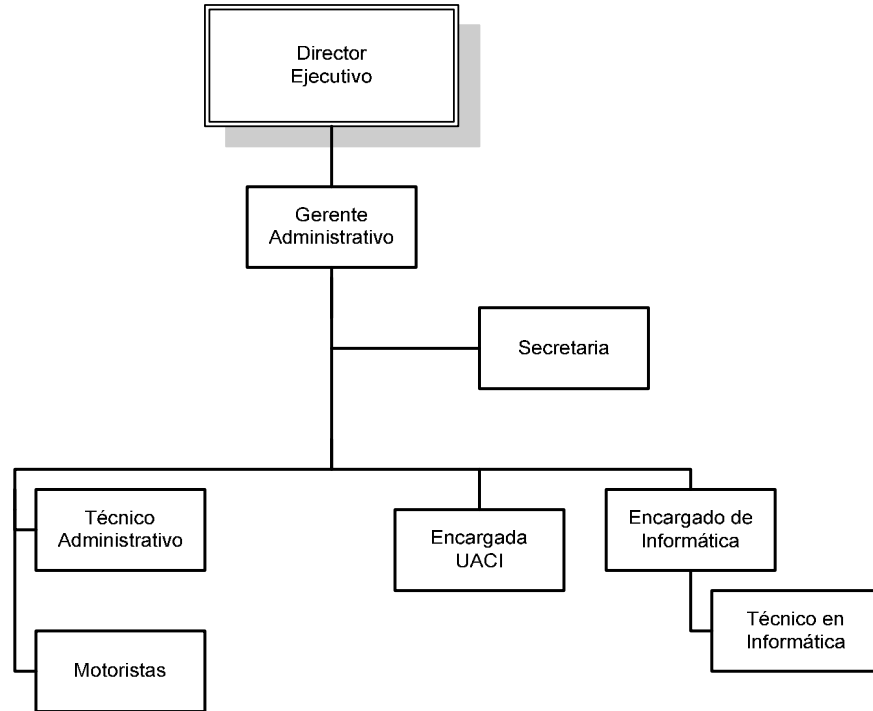 Director
Ejecutivo
Gerente
Administrativo
Secretaria
Técnico
Administrativo
Encargada
UACI
Encargado de
Informática
Técnico en
Informática
Motoristas